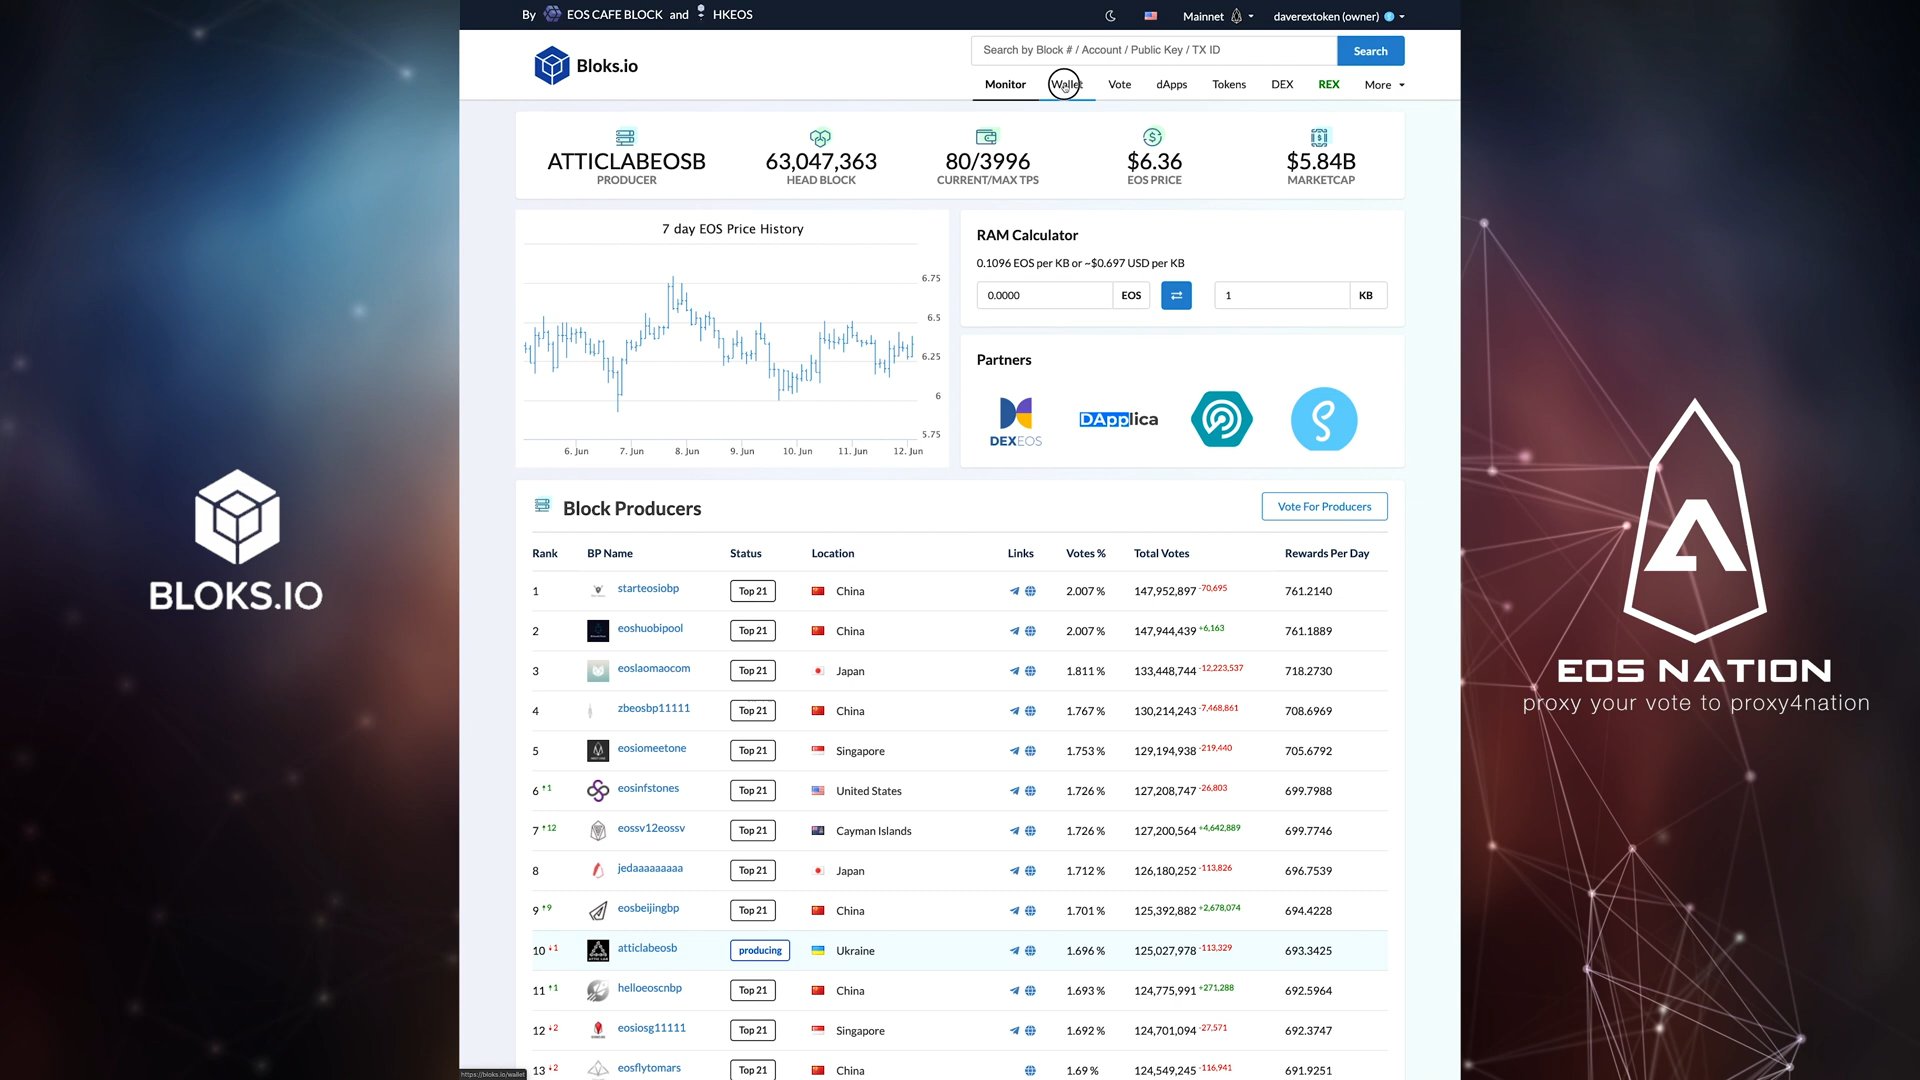 By EOS CAFE BLOCK and HKEOS
Mainnet
daverextoken (owner)
Bloks.io
Search by Block # / Account / Public Key / TX ID
Search
Monitor Wallet Vote dApps Tokens DEX REX More
ATTICLABEOSB 63,047,363 80/3996 $6.36 $5.84B
PRODUCER HEAD BLOCK CURRENT/MAX TPS EOS PRICE MARKETCAP
7 day EOS Price History
6.75
6.5
6.25
6
5.75
6. Jun 7. Jun 8. Jun 9. Jun 10. Jun 11. Jun 12. Jun
RAM Calculator
0.1096 EOS per KB or ~$0.697 USD per KB
0.0000 EOS 1 KB
Partners
DEXEOS DApplica
Block Producers
Vote For Producers
Rank BP Name Status Location Links Votes % Total Votes Rewards Per Day
1 starteosiobp Top 21 China 2.007 % 147,952,897 -70,695 761.2140
2 eoshuobipool Top 21 China 2.007 % 147,944,439 +6,163 761.1889
3 eoslaomaocom Top 21 Japan 1.811 % 133,448,744 -12,223,537 718.2730
4 zbeosbp11111 Top 21 China 1.767 % 130,214,243 -7,468,861 708.6969
5 eosiomeetone Top 21 Singapore 1.753 % 129,194,938 -219,440 705.6792
6 ↑1 eosinfstones Top 21 United States 1.726 % 127,208,747 -26,803 699.7988
7 ↑12 eossv12eossv Top 21 Cayman Islands 1.726 % 127,200,564 +4,642,889 699.7746
8 jedaaaaaaaaa Top 21 Japan 1.712 % 126,180,252 -113,826 696.7539
9 ↑9 eosbeijingbp Top 21 China 1.701 % 125,392,882 +2,678,074 694.4228
10 ↓1 atticlabeosb producing Ukraine 1.696 % 125,027,978 -113,329 693.3425
11 ↑1 helloeoscnbp Top 21 China 1.693 % 124,775,991 +271,288 692.5964
12 ↓2 eosiosg11111 Top 21 Singapore 1.692 % 124,701,094 -27,571 692.3747
13 ↓2 eosflytomars Top 21 China 1.69 % 124,549,245 -116,941 691.9251
https://bloks.io/wallet
BLOKS.IO
EOS NATION
proxy your vote to proxy4nation